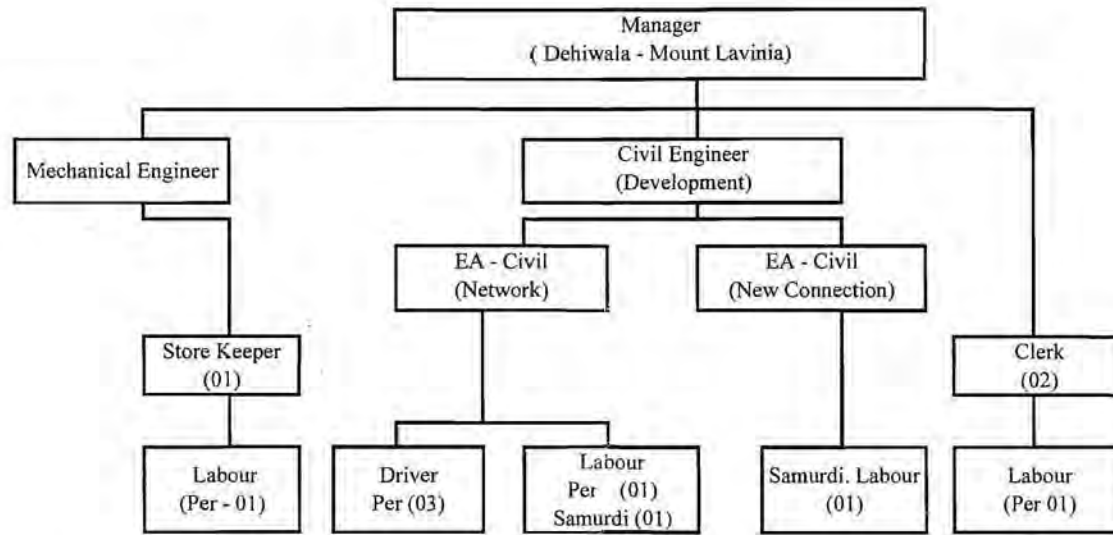 Manager
( Dehiwala - Mount Lavinia)
Mechanical Engineer
Civil Engineer
(Development)
EA - Civil
(Network)
EA - Civil
(New Connection)
Store Keeper
(01)
Clerk
(02)
Labour
(Per - 01)
Driver
Per (03)
Labour
Per (01)
Samurdi (01)
Samurdi. Labour
(01)
Labour
(Per 01)